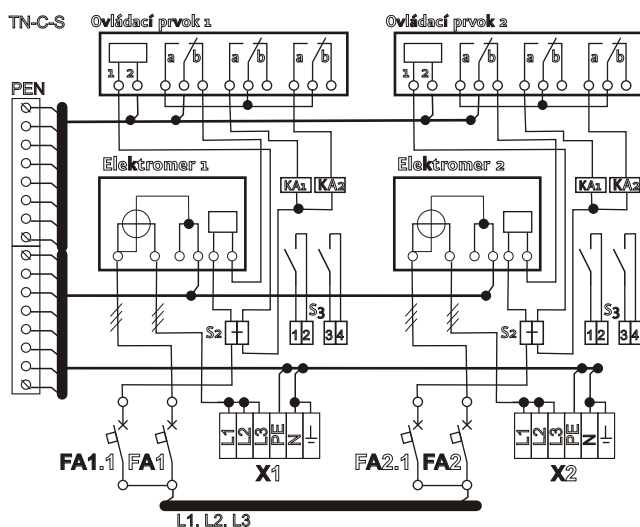 TN-C-S
Ovládací prvok 1
Ovládací prvok 2
a b a b a b
a b a b a b
1 2
1 2
PEN
Elektromer 1
Elektromer 2
KA1 KA2
KA1 KA2
S2 S3
S2 S3
1 2 3 4
1 2 3 4
L1 L2 L3 PE N
L1 L2 L3 PE N
FA1.1 FA1 X1
FA2.1 FA2 X2
L1, L2, L3